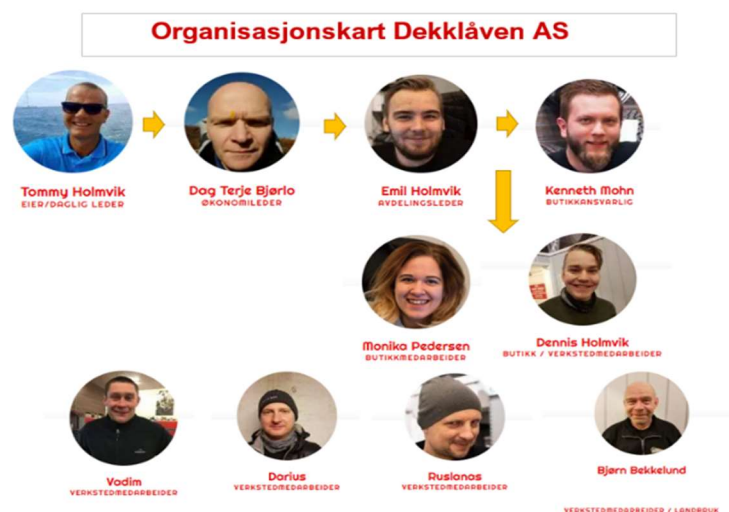 Organisasjonskart Dekklåven AS
Tommy Holmvik
EIER/DAGLIG LEDER
Dag Terje Bjørlo
ØKONOMILEDER
Emil Holmvik
AVDELINGSLEDER
Kenneth Mohn
BUTIKKANSVARLIG
Monika Pedersen
BUTIKKMEDARBEIDER
Dennis Holmvik
BUTIKK / VERKSTEDMEDARBEIDER
Vadim
VERKSTEDMEDARBEIDER
Darius
VERKSTEDMEDARBEIDER
Ruslanas
VERKSTEDMEDARBEIDER
Bjørn Bekkelund
VERKSTEDMEDARBEIDER / LANDBRUK